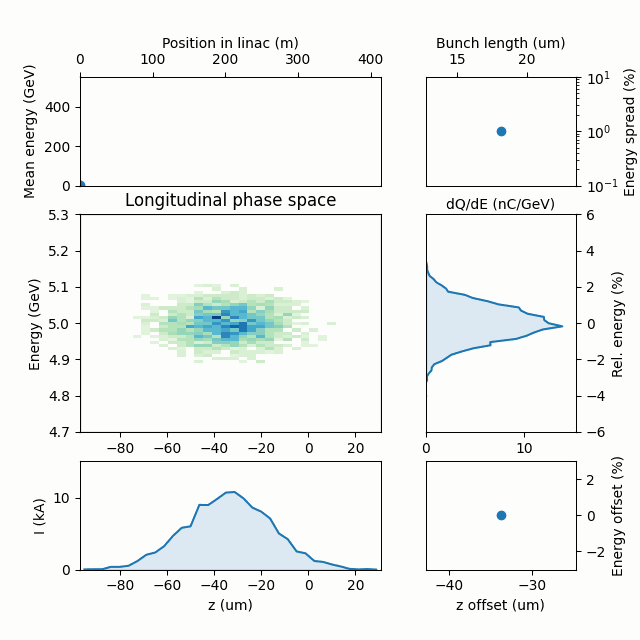 Position in linac (m)
0 100 200 300 400
Mean energy (GeV)
400
200
0
Bunch length (um)
15 20
Energy spread (%)
10¹
10⁰
10⁻¹
Longitudinal phase space
Energy (GeV)
5.3
5.2
5.1
5.0
4.9
4.8
4.7
−80 −60 −40 −20 0 20
dQ/dE (nC/GeV)
Rel. energy (%)
6
4
2
0
−2
−4
−6
0 10
I (kA)
10
0
−80 −60 −40 −20 0 20
z (um)
Energy offset (%)
2
0
−2
−40 −30
z offset (um)